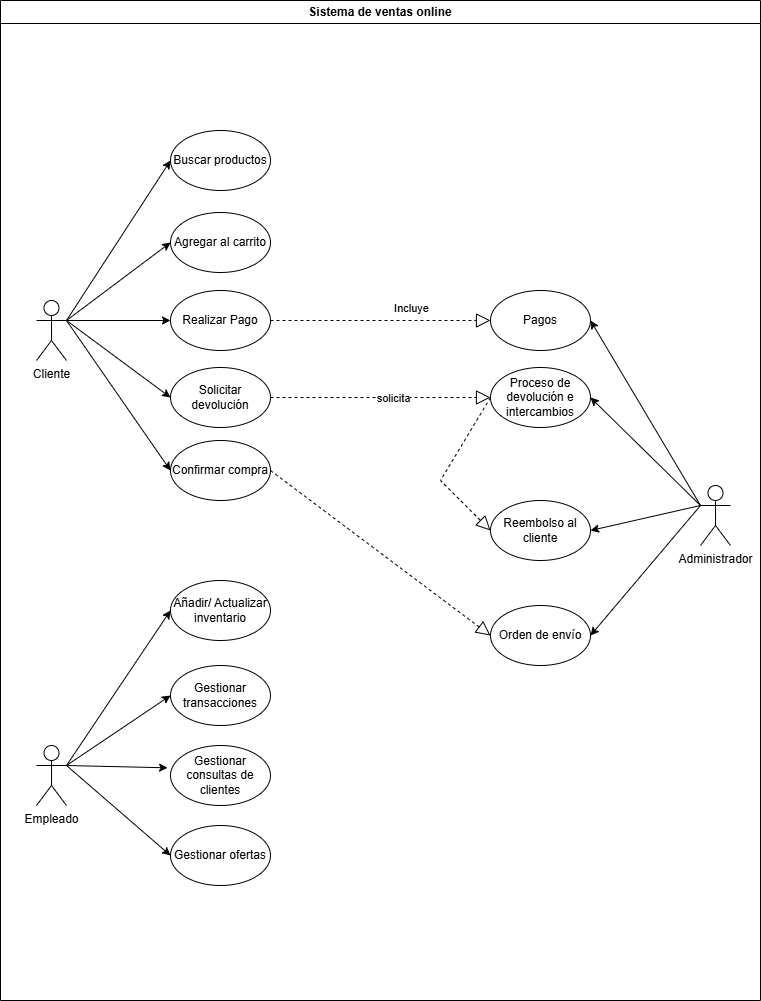 Sistema de ventas online
Buscar productos
Agregar al carrito
Realizar Pago
Incluye
Pagos
Cliente
Solicitar
devolución
solicita
Proceso de
devolución e
intercambios
Confirmar compra
Reembolso al
cliente
Administrador
Orden de envío
Añadir/ Actualizar
inventario
Gestionar
transacciones
Gestionar
consultas de
clientes
Empleado
Gestionar ofertas